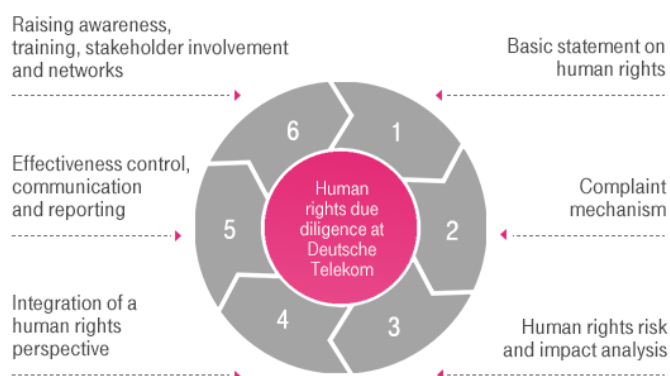 Raising awareness,
training, stakeholder involvement
and networks
Basic statement on
human rights
6
1
Effectiveness control,
communication
and reporting
Human
rights due
diligence at
Deutsche
Telekom
Complaint
mechanism
5
2
Integration of a
human rights
perspective
4
3
Human rights risk
and impact analysis